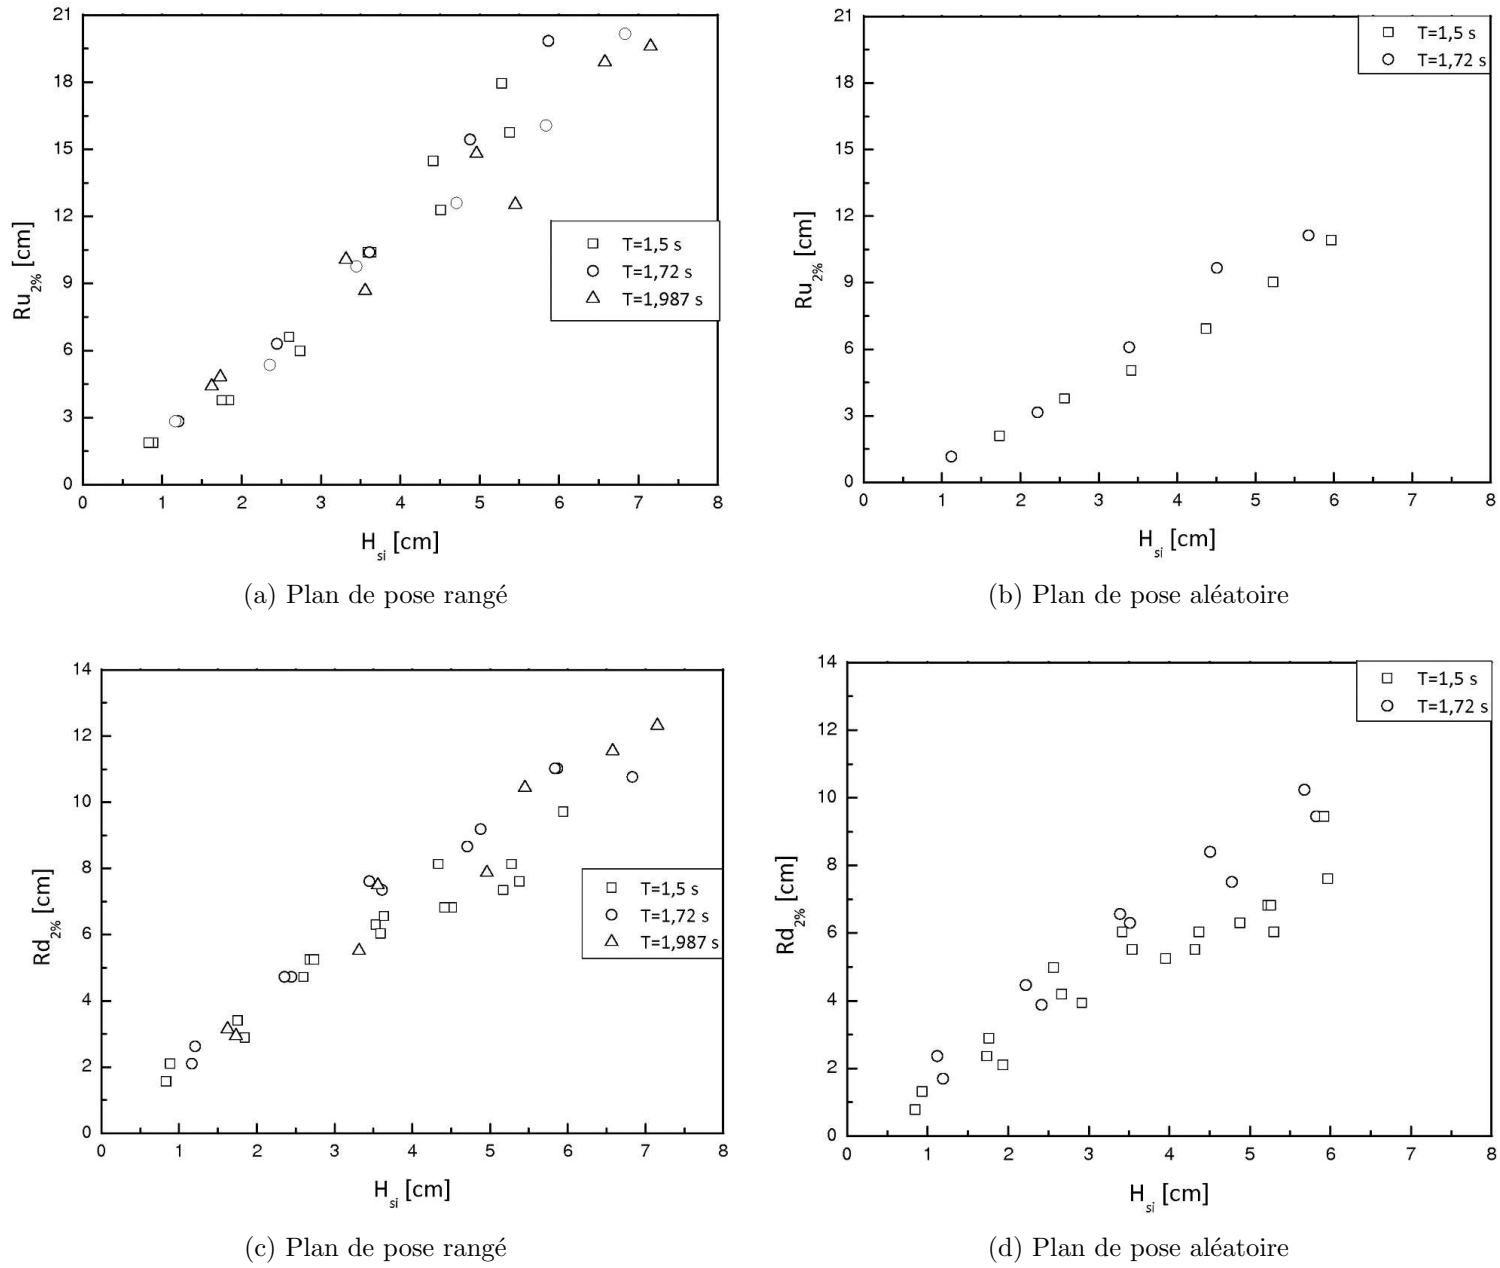 21
18
15
12
9
6
3
0
Ru2% [cm]
T=1,5 s
T=1,72 s
T=1,987 s
0 1 2 3 4 5 6 7 8
Hsi [cm]
(a) Plan de pose rangé
21
18
15
12
9
6
3
0
Ru2% [cm]
T=1,5 s
T=1,72 s
0 1 2 3 4 5 6 7 8
Hsi [cm]
(b) Plan de pose aléatoire
14
12
10
8
6
4
2
0
Rd2% [cm]
T=1,5 s
T=1,72 s
T=1,987 s
0 1 2 3 4 5 6 7 8
Hsi [cm]
(c) Plan de pose rangé
14
12
10
8
6
4
2
0
Rd2% [cm]
T=1,5 s
T=1,72 s
0 1 2 3 4 5 6 7 8
Hsi [cm]
(d) Plan de pose aléatoire